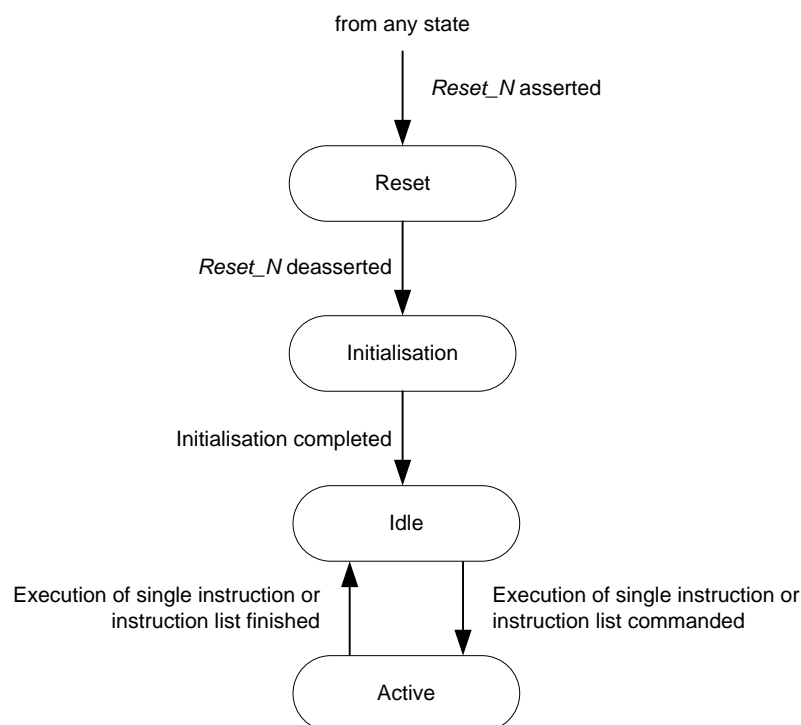 from any state
Reset_N asserted
Reset
Reset_N deasserted
Initialisation
Initialisation completed
Idle
Execution of single instruction or
instruction list finished
Execution of single instruction or
instruction list commanded
Active